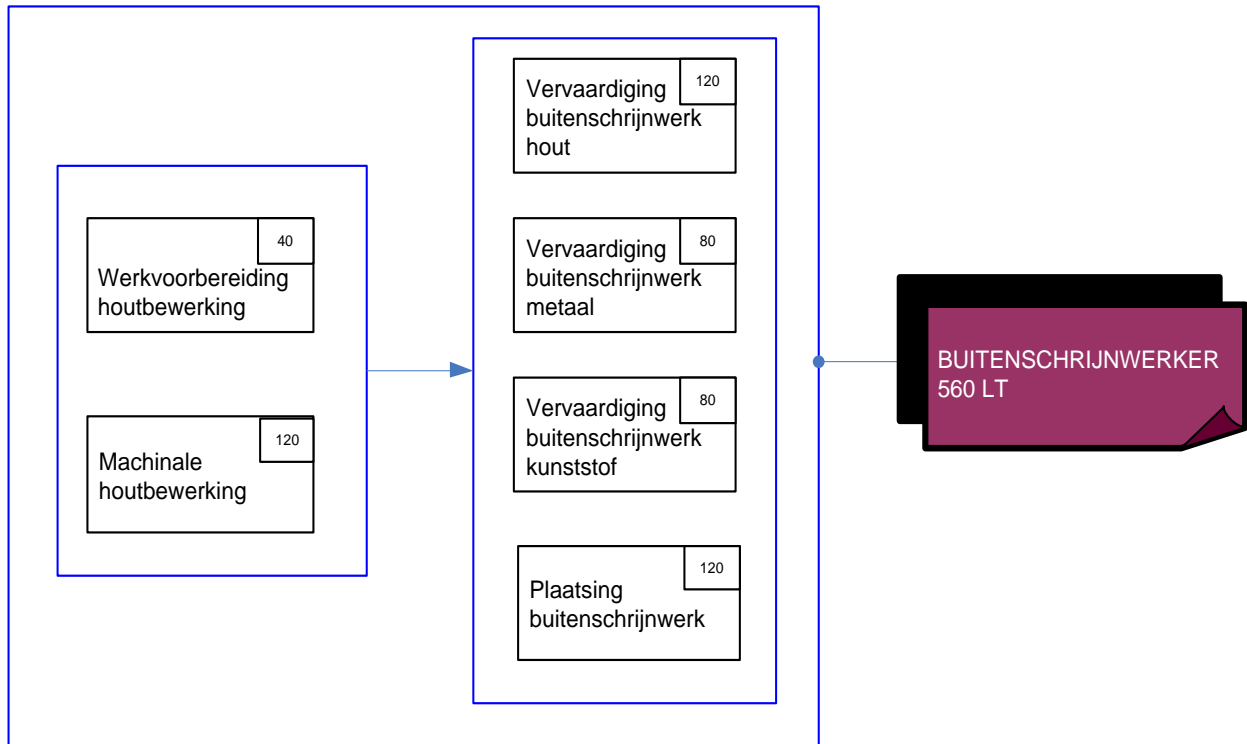 40
Werkvoorbereiding
houtbewerking
120
Machinale
houtbewerking
120
Vervaardiging
buitenschrijnwerk
hout
80
Vervaardiging
buitenschrijnwerk
metaal
80
Vervaardiging
buitenschrijnwerk
kunststof
120
Plaatsing
buitenschrijnwerk
BUITENSCHRIJNWERKER
560 LT